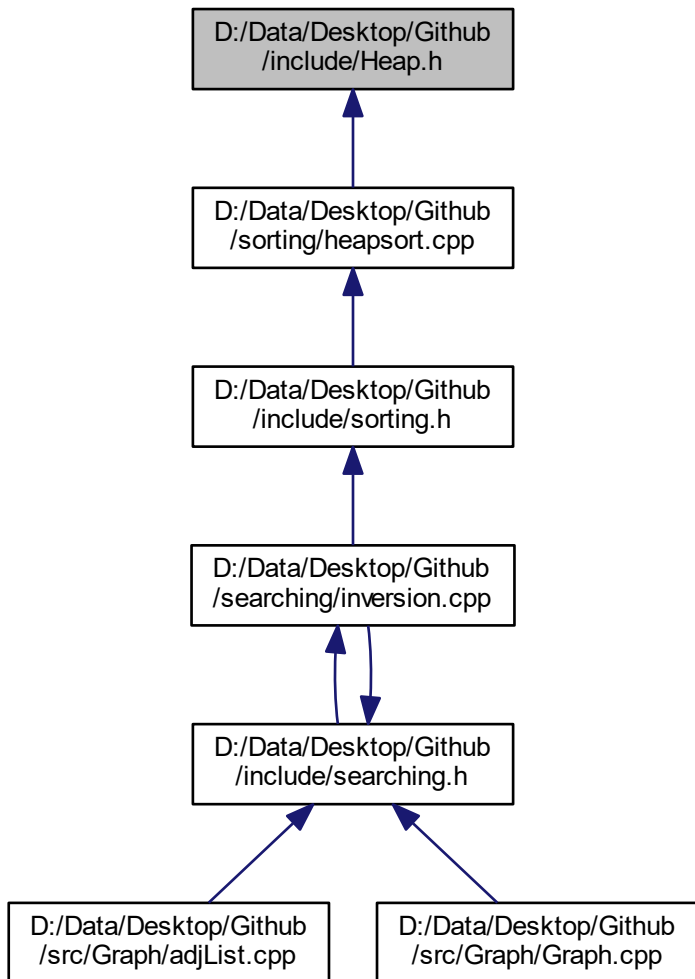 D:/Data/Desktop/Github
/include/Heap.h
D:/Data/Desktop/Github
/sorting/heapsort.cpp
D:/Data/Desktop/Github
/include/sorting.h
D:/Data/Desktop/Github
/searching/inversion.cpp
D:/Data/Desktop/Github
/include/searching.h
D:/Data/Desktop/Github
/src/Graph/adjList.cpp
D:/Data/Desktop/Github
/src/Graph/Graph.cpp